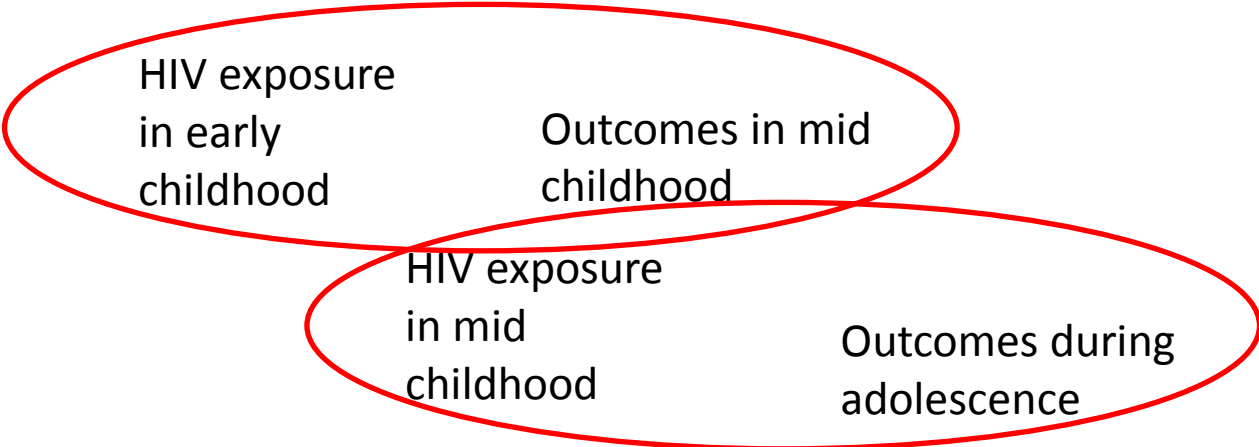 HIV exposure
in early
childhood
Outcomes in mid
childhood
HIV exposure
in mid
childhood
Outcomes during
adolescence